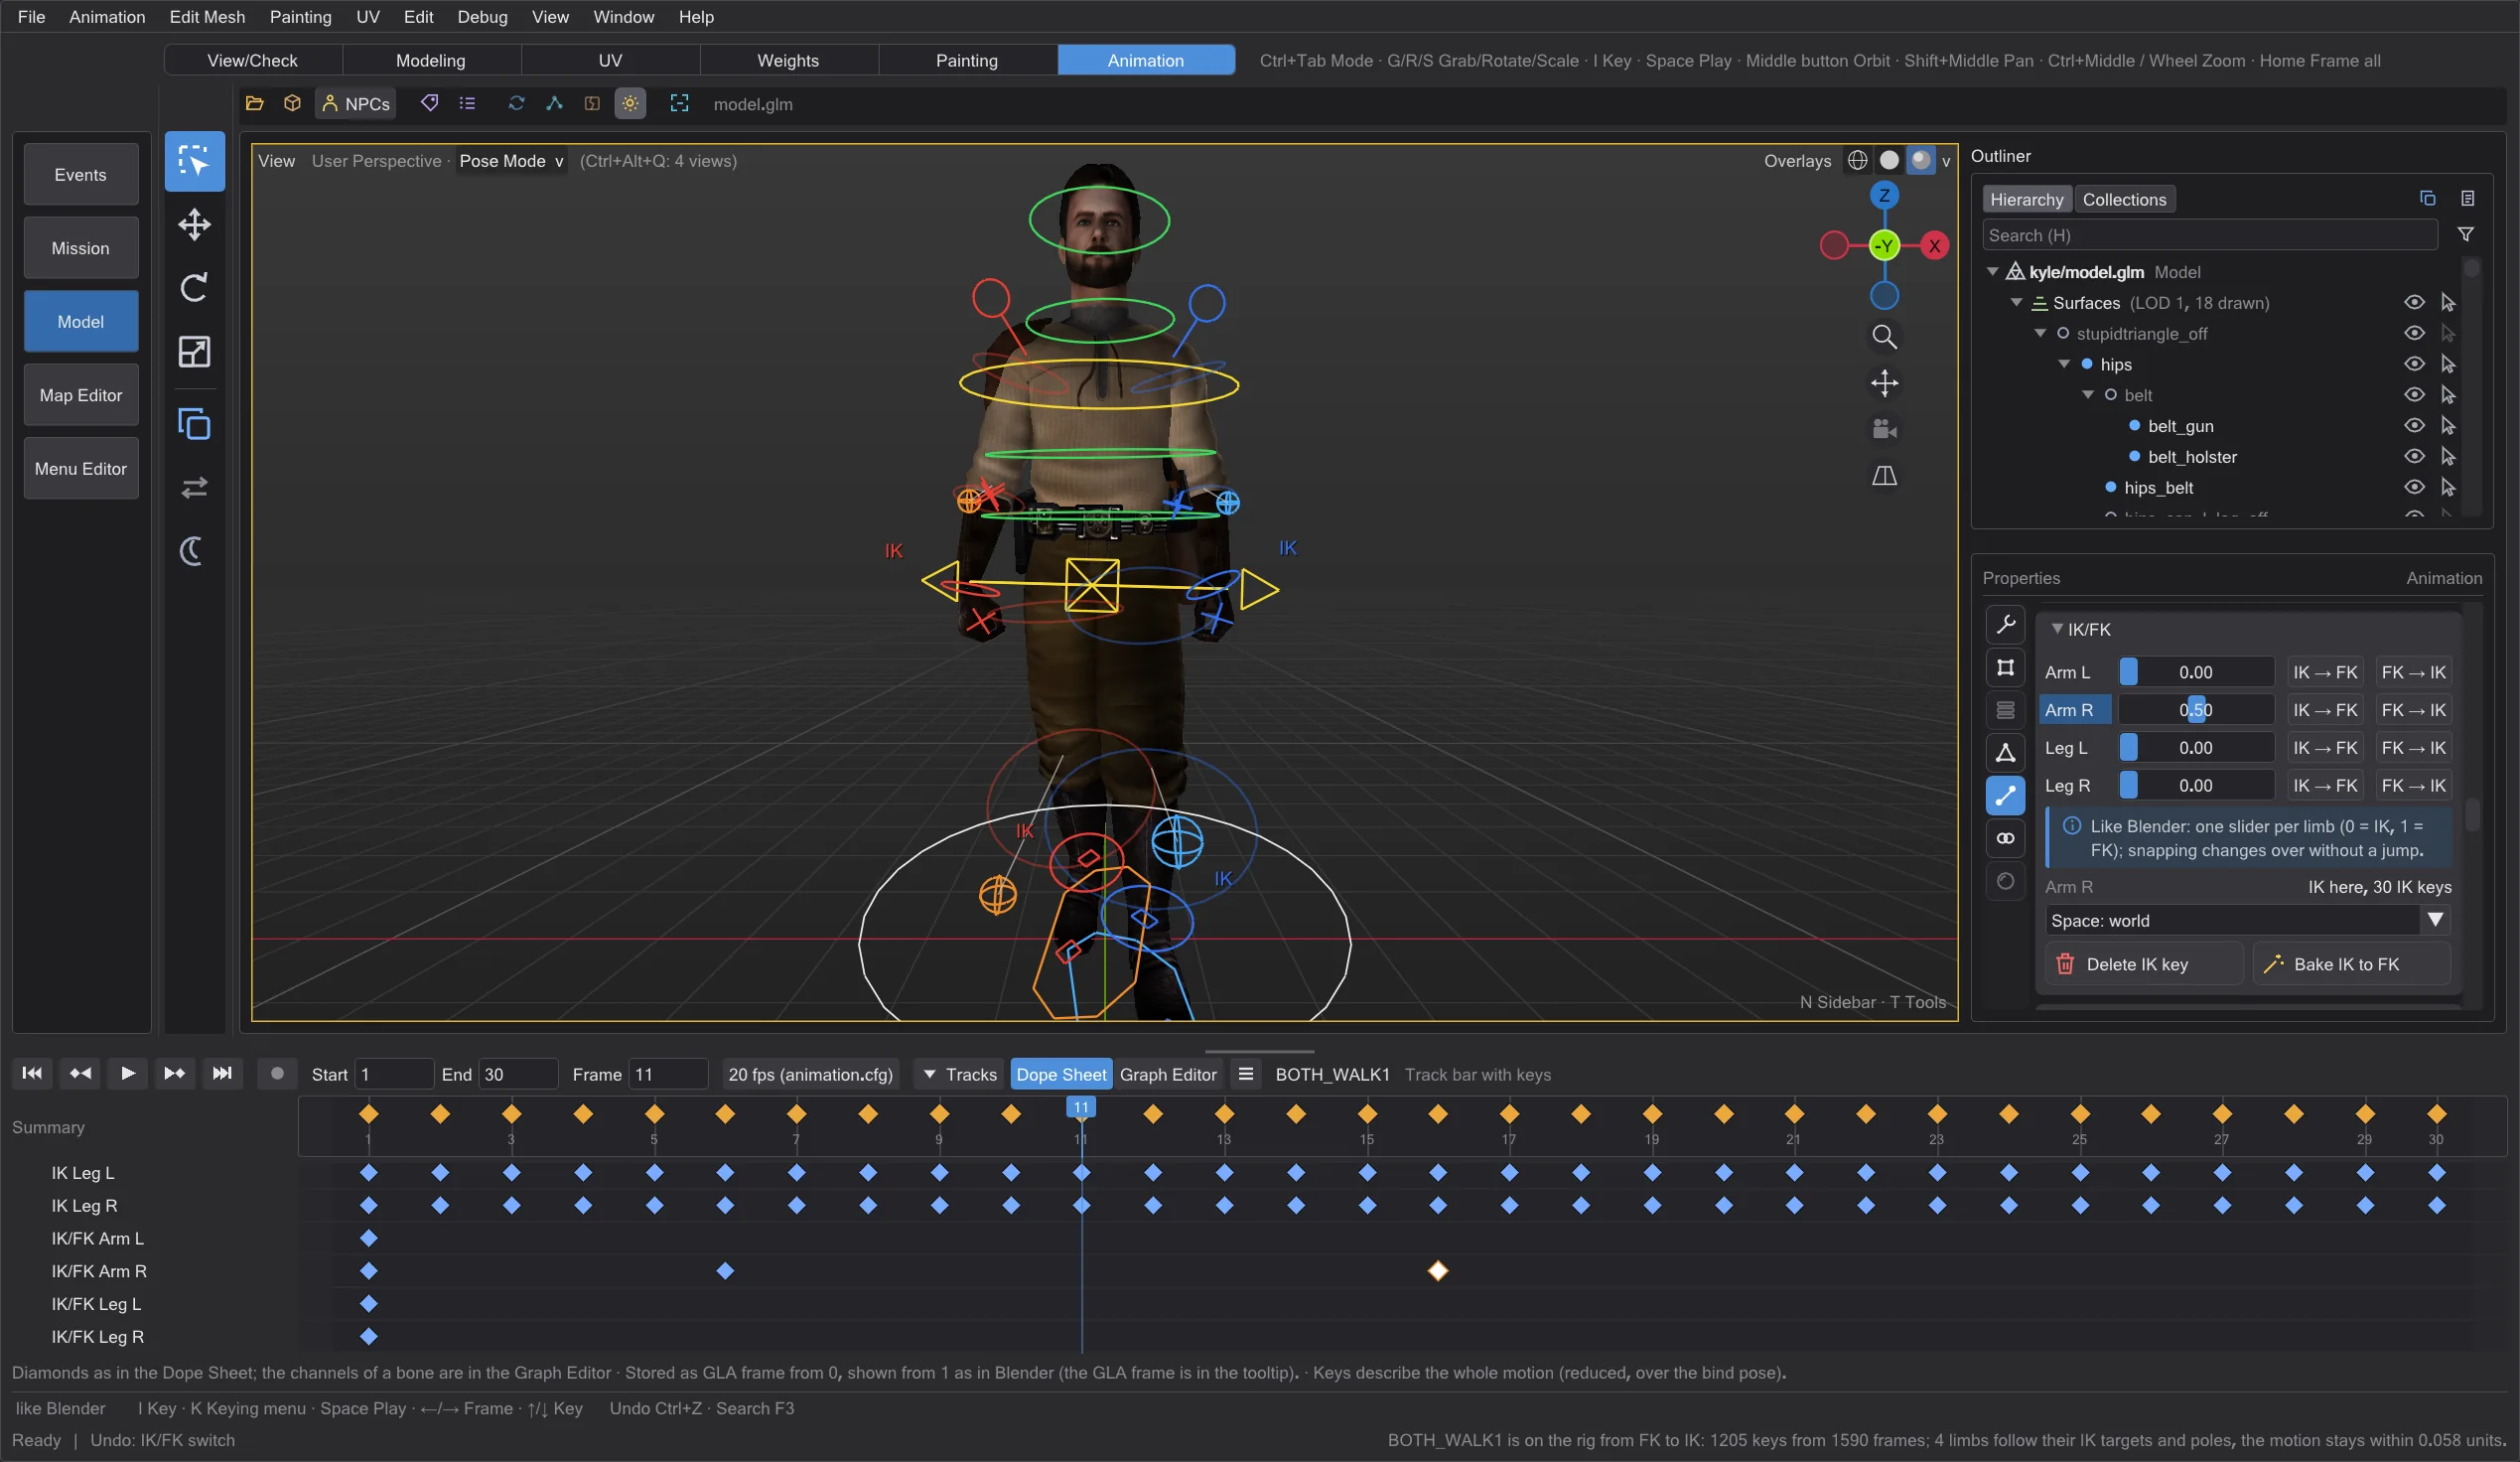 File Animation Edit Mesh Painting UV Edit Debug View Window Help
View/Check Modeling UV Weights Painting Animation Ctrl+Tab Mode · G/R/S Grab/Rotate/Scale · I Key · Space Play · Middle button Orbit · Shift+Middle Pan · Ctrl+Middle / Wheel Zoom · Home Frame all
NPCs model.glm
Events
Mission
Model
Map Editor
Menu Editor
View User Perspective · Pose Mode v (Ctrl+Alt+Q: 4 views) Overlays v
Z
-Y X
IK IK
IK
IK
N Sidebar · T Tools
Outliner
Hierarchy Collections
Search (H)
kyle/model.glm Model
Surfaces (LOD 1, 18 drawn)
stupidtriangle_off
hips
belt
belt_gun
belt_holster
hips_belt
Properties Animation
IK/FK
Arm L 0.00 IK → FK FK → IK
Arm R 0.50 IK → FK FK → IK
Leg L 0.00 IK → FK FK → IK
Leg R 0.00 IK → FK FK → IK
Like Blender: one slider per limb (0 = IK, 1 =
FK); snapping changes over without a jump.
Arm R IK here, 30 IK keys
Space: world
Delete IK key Bake IK to FK
Start 1 End 30 Frame 11 20 fps (animation.cfg) Tracks Dope Sheet Graph Editor BOTH_WALK1 Track bar with keys
11
Summary
1 3 5 7 9 11 13 15 17 19 21 23 25 27 29 30
IK Leg L
IK Leg R
IK/FK Arm L
IK/FK Arm R
IK/FK Leg L
IK/FK Leg R
Diamonds as in the Dope Sheet; the channels of a bone are in the Graph Editor · Stored as GLA frame from 0, shown from 1 as in Blender (the GLA frame is in the tooltip). · Keys describe the whole motion (reduced, over the bind pose).
like Blender I Key · K Keying menu · Space Play · ←/→ Frame · ↑/↓ Key Undo Ctrl+Z · Search F3
Ready | Undo: IK/FK switch BOTH_WALK1 is on the rig from FK to IK: 1205 keys from 1590 frames; 4 limbs follow their IK targets and poles, the motion stays within 0.058 units.